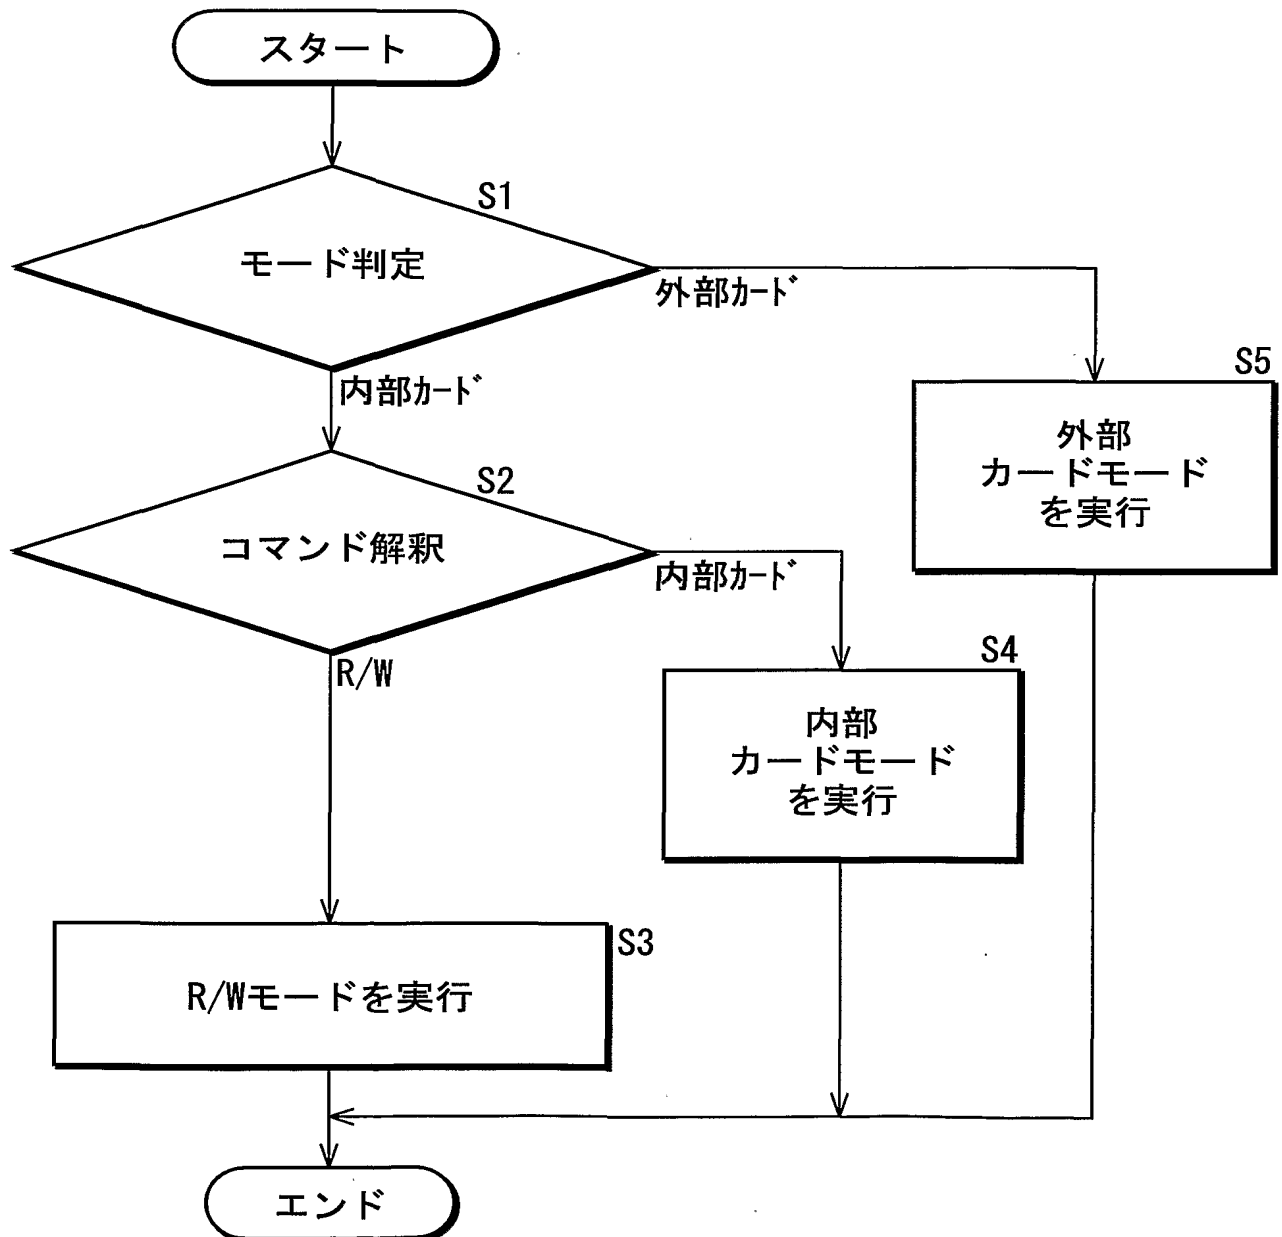 スタート
S1
モード判定
外部ｶｰﾄﾞ
内部ｶｰﾄﾞ
S5
外部
カードモード
を実行
S2
コマンド解釈
内部ｶｰﾄﾞ
R/W
S4
内部
カードモード
を実行
S3
R/Wモードを実行
エンド